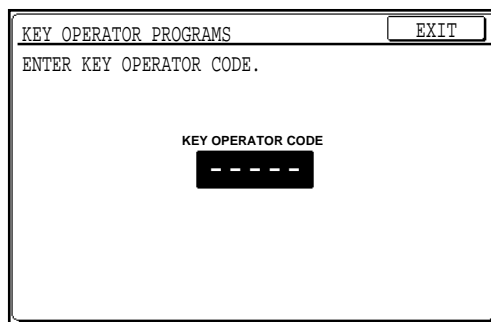 KEY OPERATOR PROGRAMS EXIT
ENTER KEY OPERATOR CODE.
KEY OPERATOR CODE
- - - - -